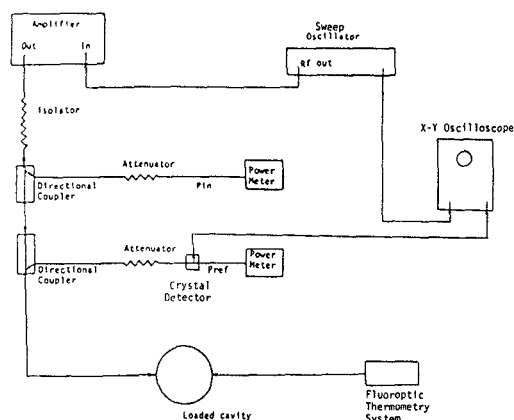 Amplifier
Out In
Sweep
Oscillator
Rf out
Isolator
X-Y Oscilloscope
Attenuator
Power
Meter
Pin
Directional
Coupler
Attenuator
Power
Meter
Pref
Directional
Coupler
Crystal
Detector
Loaded cavity
Fluoroptic
Thermometry
System